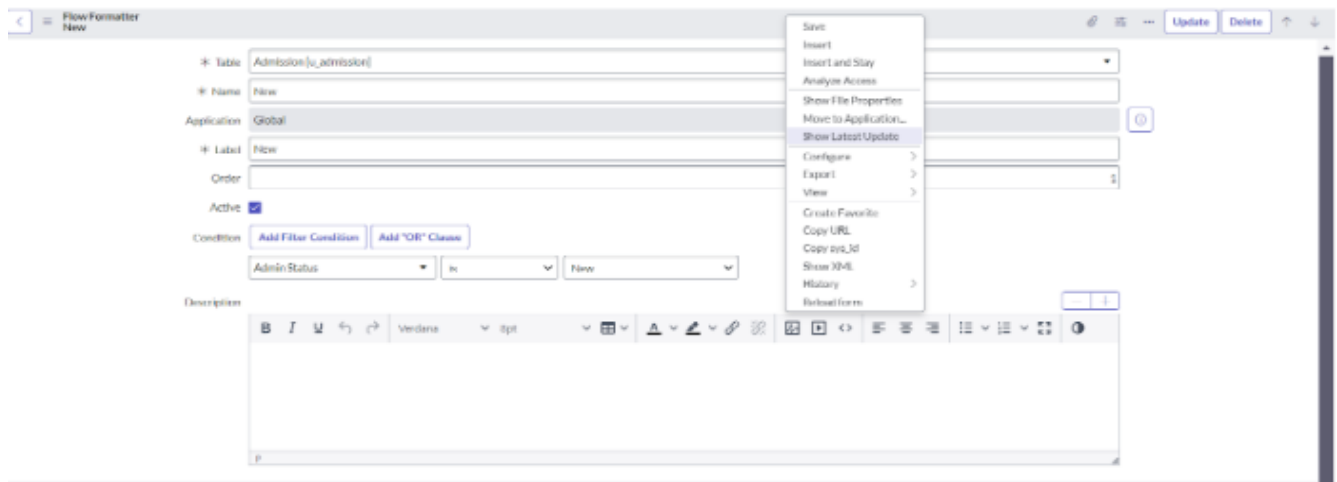 Flow Formatter
New
Update
Delete
Table
Admission [u_admission]
Name
New
Application
Global
Label
New
Order
Active
Condition
Add Filter Condition
Add "OR" Clause
Admin Status
is
New
Description
B I U
Verdana
8pt
A
P
Save
Insert
Insert and Stay
Analyze Access
Show File Properties
Move to Application...
Show Latest Update
Configure
Export
View
Create Favorite
Copy URL
Copy sys_id
Show XML
History
Reload form